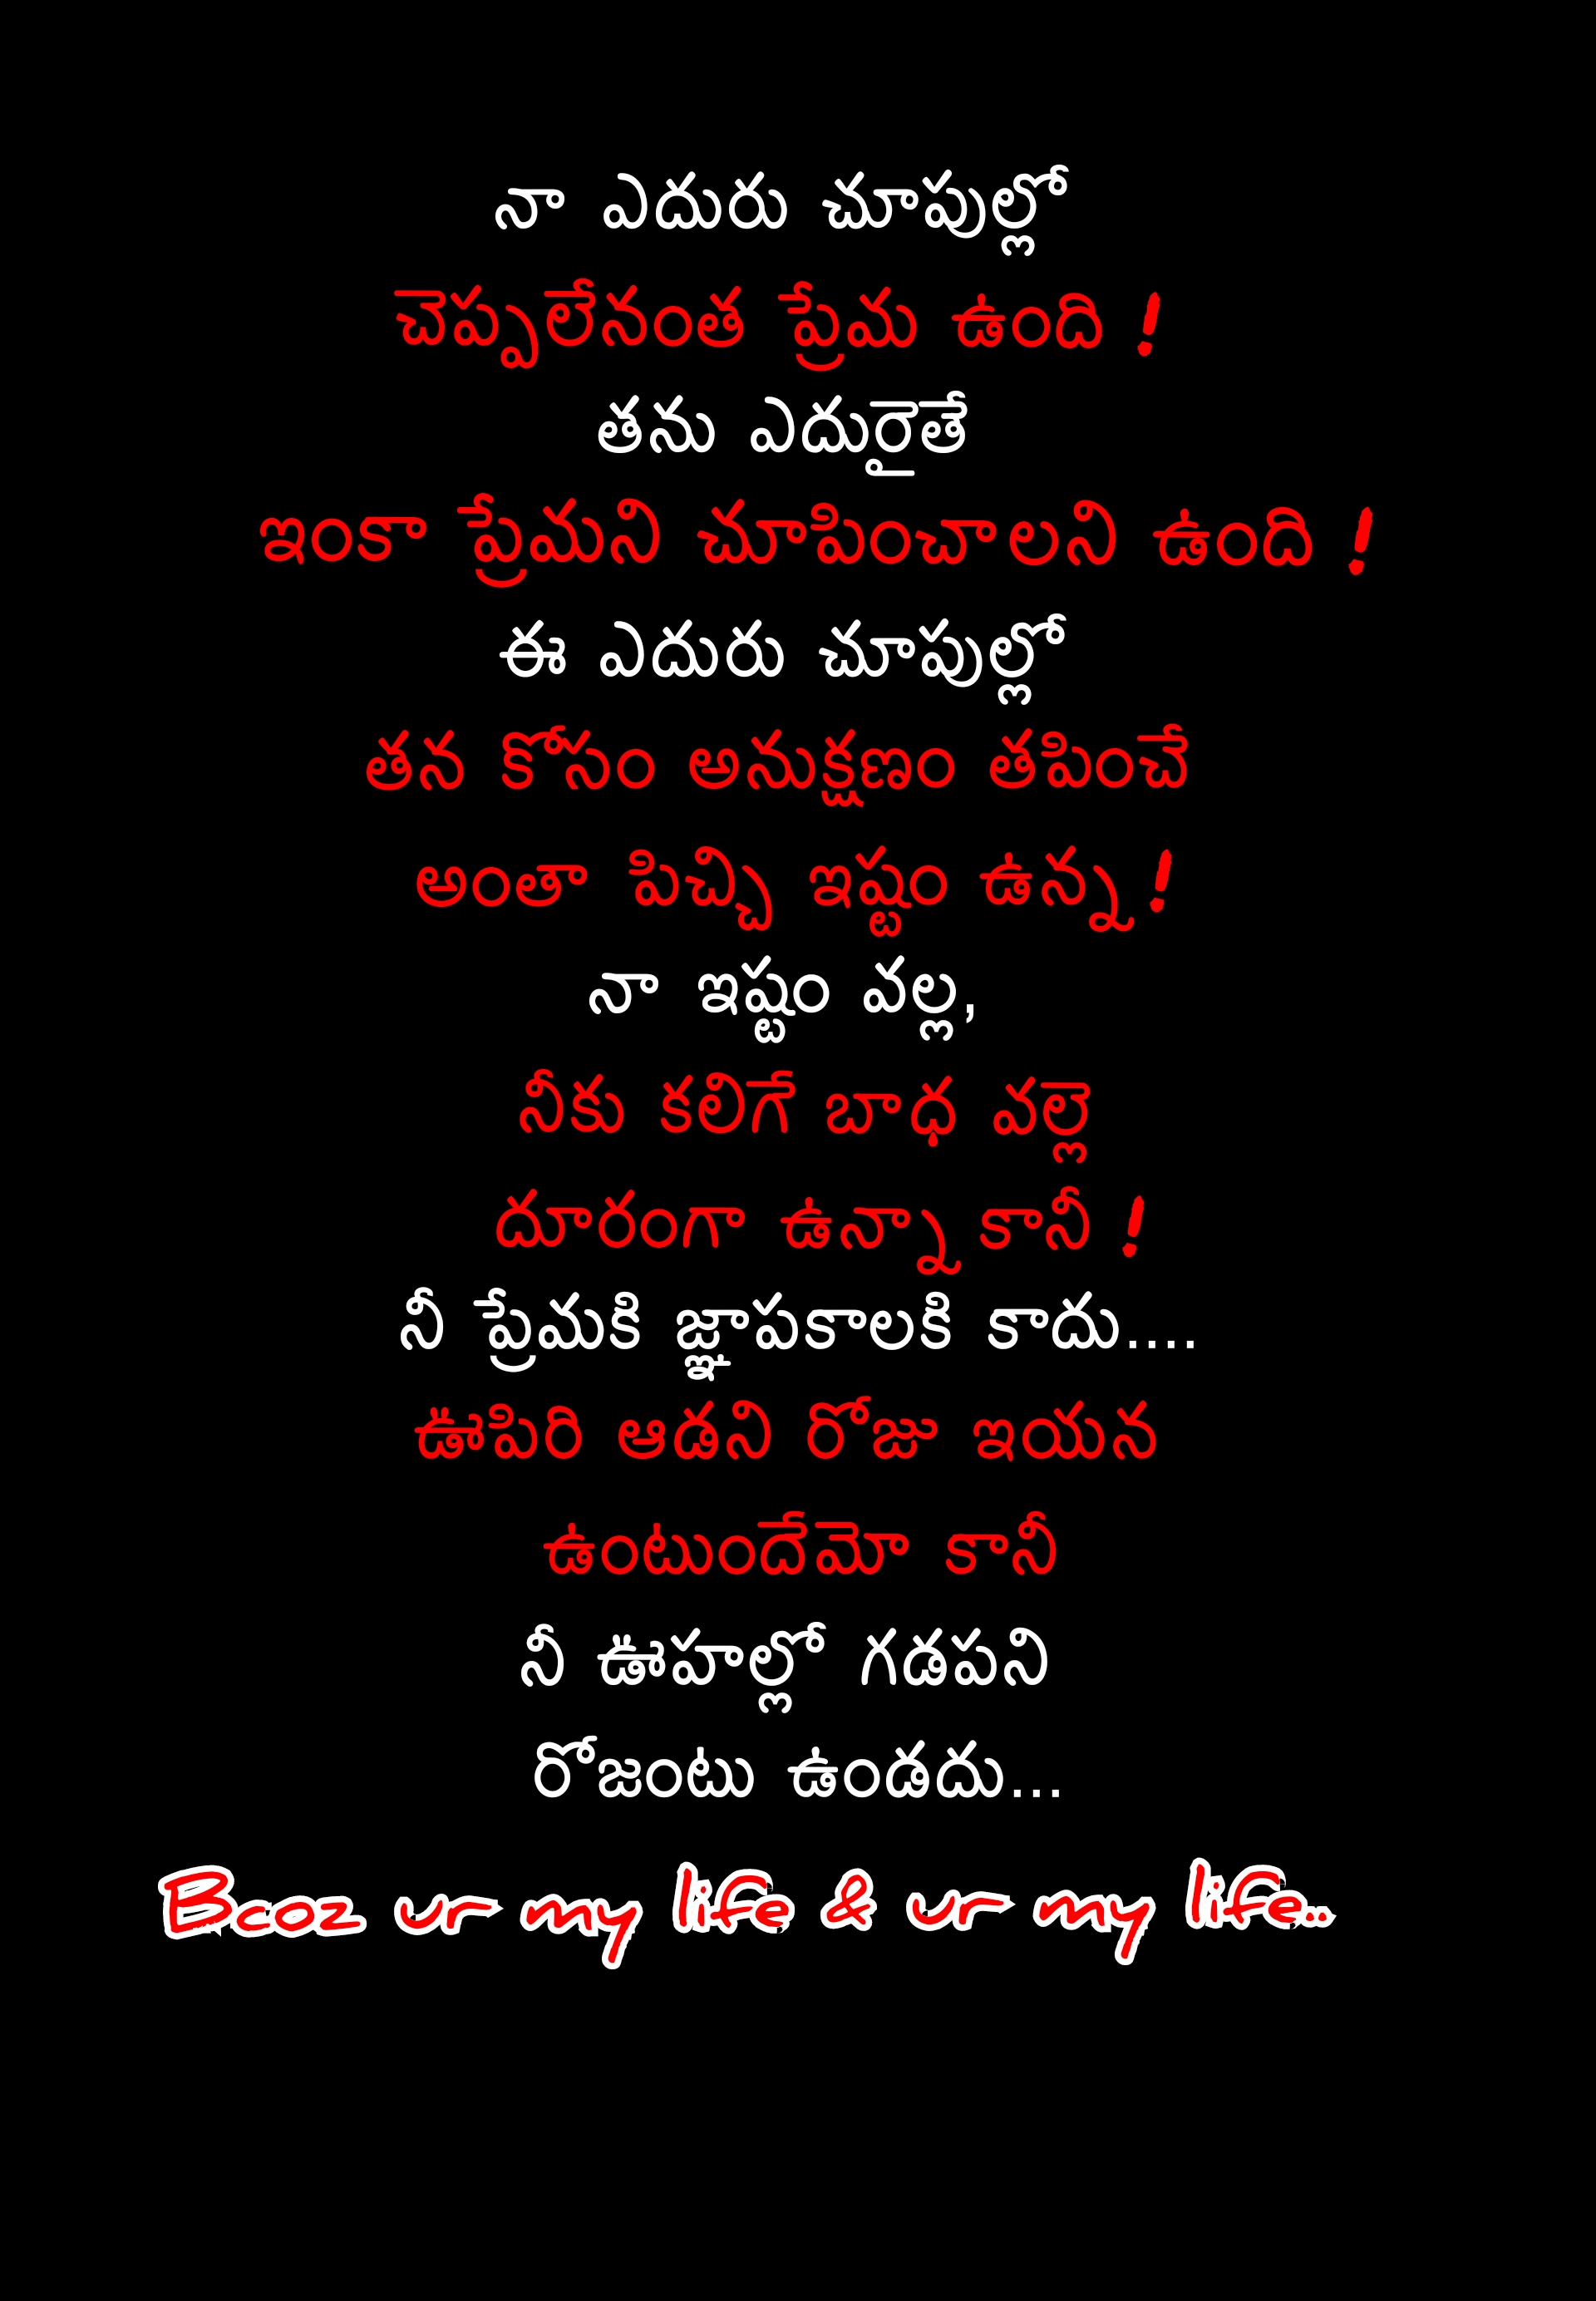 నా ఎదురు చూపుల్లో
చెప్పలేనంత ప్రేమ ఉంది !
తను ఎదురైతే
ఇంకా ప్రేమని చూపించాలని ఉంది !
ఈ ఎదురు చూపుల్లో
తన కోసం అనుక్షణం తపించే
అంతా పిచ్చి ఇష్టం ఉన్న !
నా ఇష్టం వల్ల,
నీకు కలిగే బాధ వల్లె
దూరంగా ఉన్నా కానీ !
నీ ప్రేమకి జ్ఞాపకాలకి కాదు....
ఊపిరి ఆడని రోజు ఇయన
ఉంటుందేమో కానీ
నీ ఊహల్లో గడపని
రోజంటు ఉండదు...
Bcoz ur my life & ur my life..